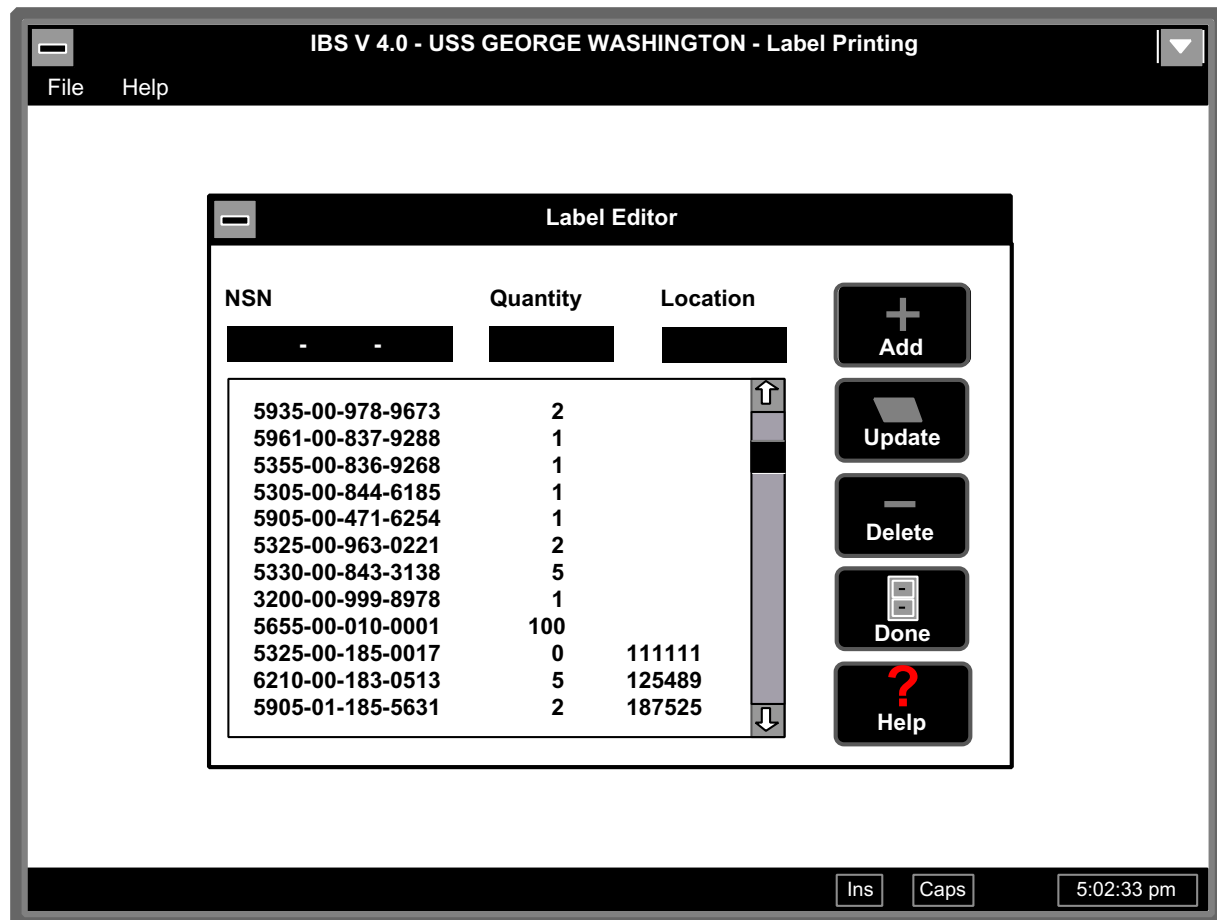 IBS V 4.0 - USS GEORGE WASHINGTON - Label Printing
File Help
Label Editor
NSN Quantity Location
- -
5935-00-978-9673 2
5961-00-837-9288 1
5355-00-836-9268 1
5305-00-844-6185 1
5905-00-471-6254 1
5325-00-963-0221 2
5330-00-843-3138 5
3200-00-999-8978 1
5655-00-010-0001 100
5325-00-185-0017 0 111111
6210-00-183-0513 5 125489
5905-01-185-5631 2 187525
Add
Update
Delete
Done
?
Help
Ins Caps 5:02:33 pm